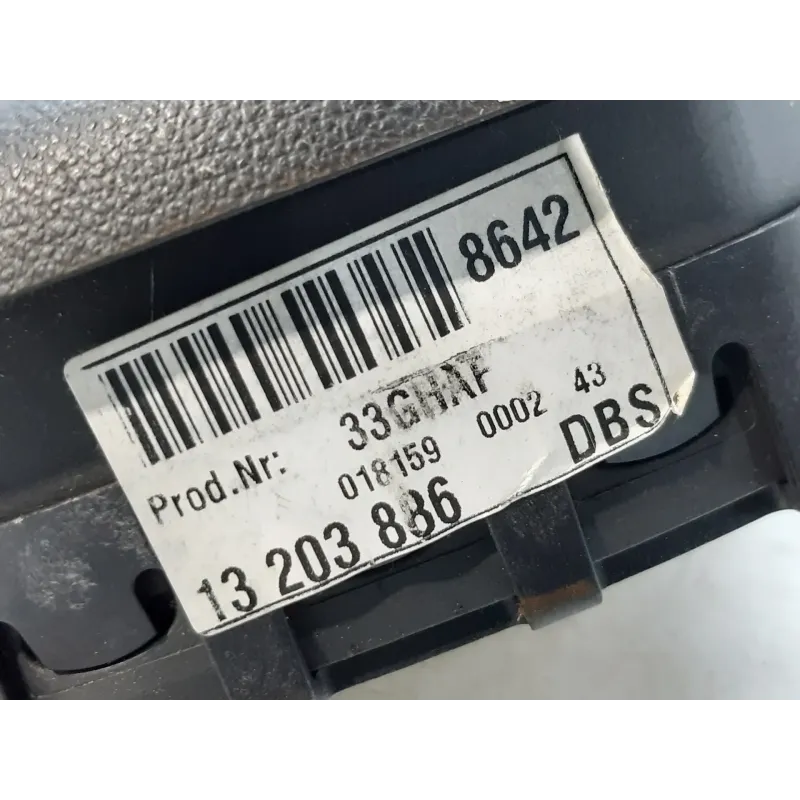 8642
Prod.Nr: 33GHAF
018159 0002 43
13 203 886 DBS